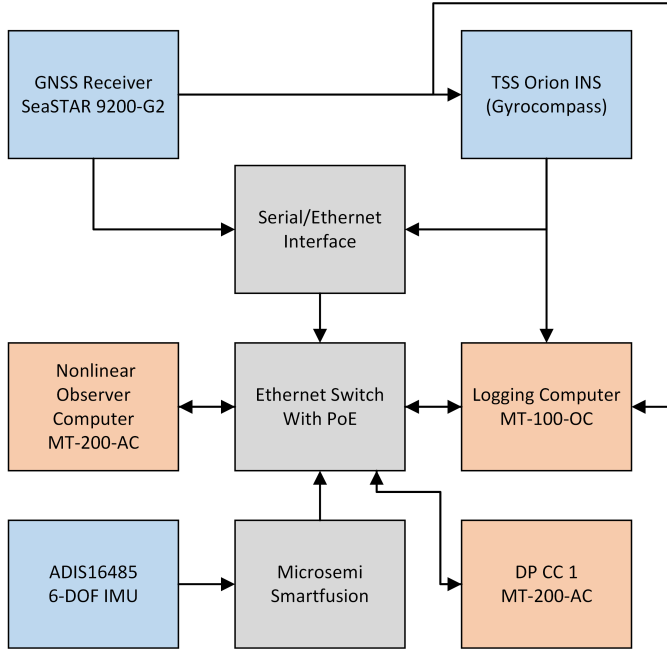 GNSS Receiver
SeaSTAR 9200-G2
TSS Orion INS
(Gyrocompass)
Serial/Ethernet
Interface
Nonlinear
Observer
Computer
MT-200-AC
Ethernet Switch
With PoE
Logging Computer
MT-100-OC
ADIS16485
6-DOF IMU
Microsemi
Smartfusion
DP CC 1
MT-200-AC